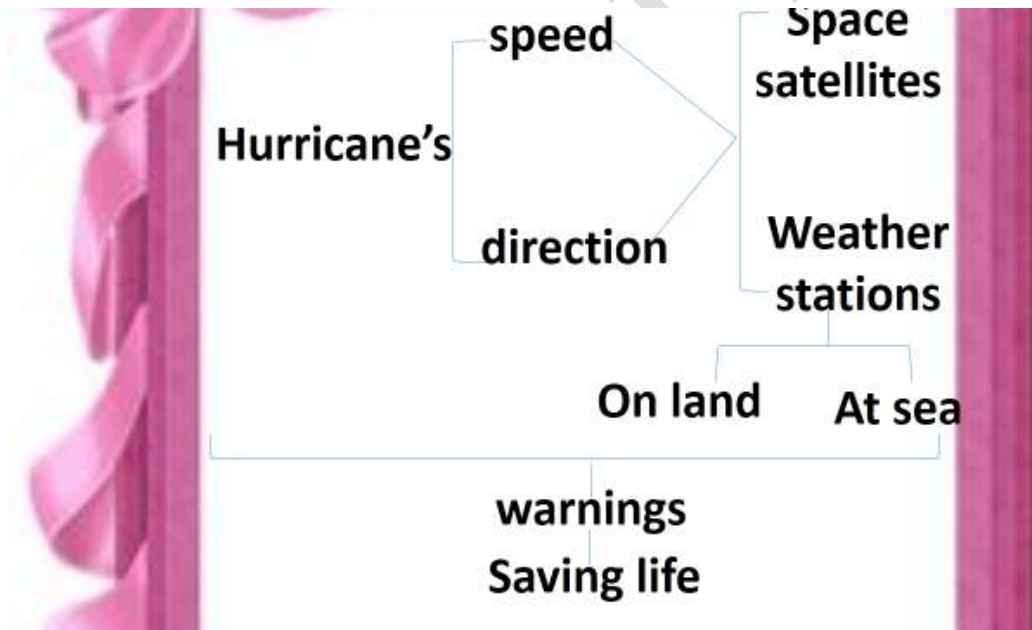 speed
Space
satellites
Hurricane's
direction
Weather
stations
On land
At sea
warnings
Saving life